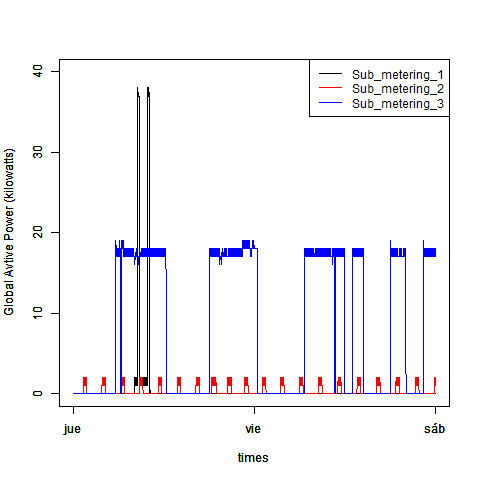 Global Avtive Power (kilowatts)
40
30
20
10
0
Sub_metering_1
Sub_metering_2
Sub_metering_3
jue vie sáb
times